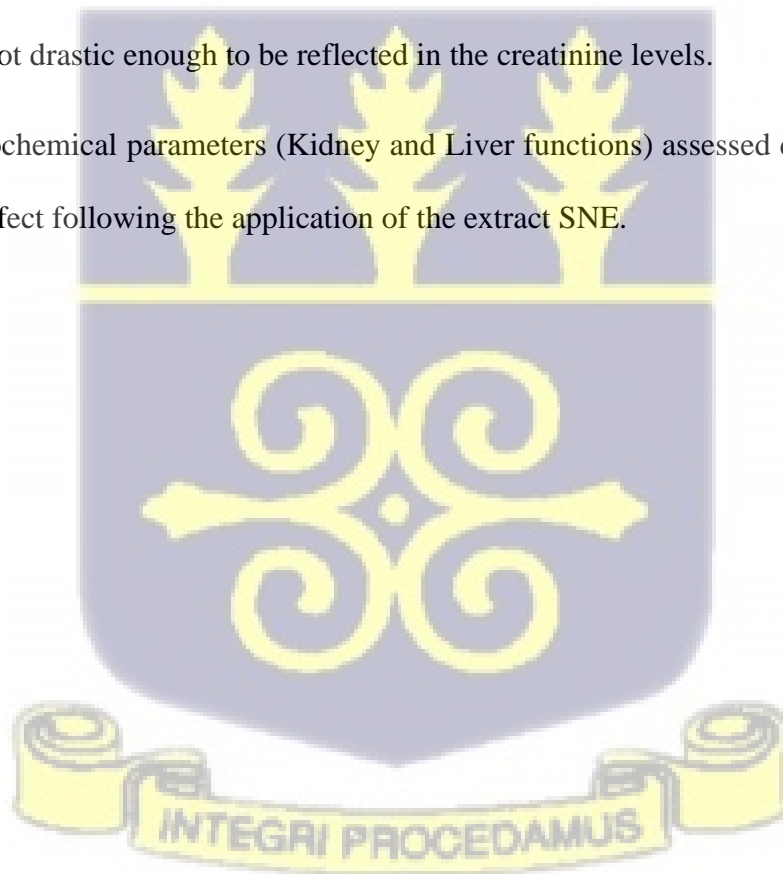 ot drastic enough to be reflected in the creatinine levels.
ochemical parameters (Kidney and Liver functions) assessed
fect following the application of the extract SNE.
INTEGRI PROCEDAMUS